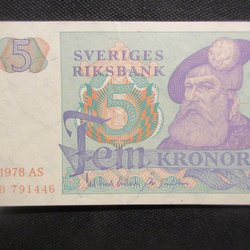 5
SVERIGES
RIKSBANK
5
Fem KRONOR
1978 AS
B 791446